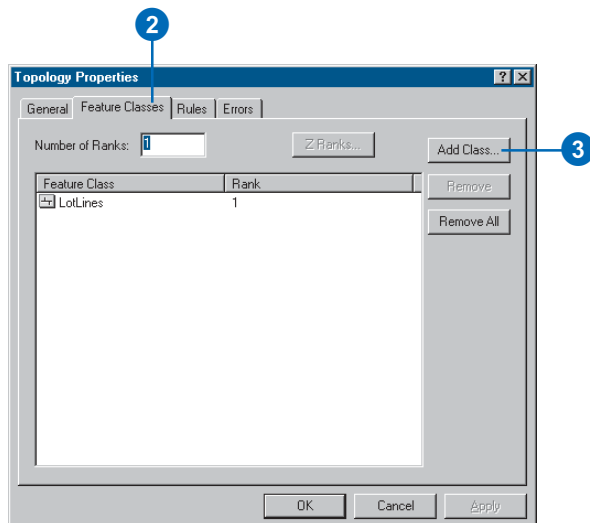 2
Topology Properties
General Feature Classes Rules Errors
Number of Ranks: 1 Z Ranks... Add Class... 3
Feature Class Rank Remove
LotLines 1
Remove All
OK Cancel Apply